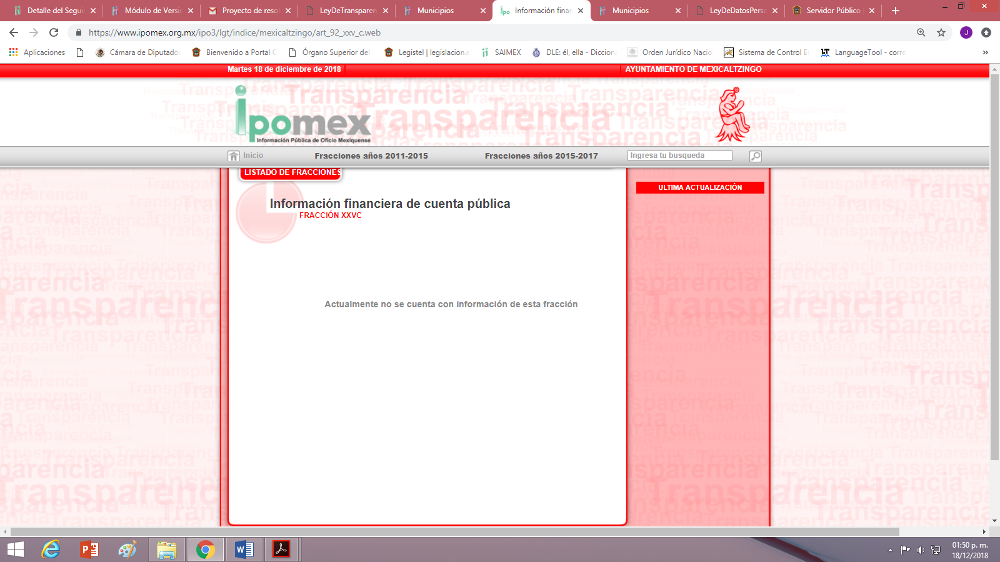 Detalle del Segui
Módulo de Versio
Proyecto de resol
LeyDeTransparen
Municipios
Información finan
Municipios
LeyDeDatosPerso
Servidor Público
https://www.ipomex.org.mx/ipo3/lgt/indice/mexicaltzingo/art_92_xxv_c.web
J
Aplicaciones
Cámara de Diputado
Bienvenido a Portal C
Órgano Superior del
Legistel | legislacion.e
SAIMEX
DLE: él, ella - Diccion
Orden Jurídico Nacio
Sistema de Control Es
LanguageTool - corre
Martes 18 de diciembre de 2018
AYUNTAMIENTO DE MEXICALTZINGO
Transparencia
ipomex
Información Pública de Oficio Mexiquense
Inicio
Fracciones años 2011-2015
Fracciones años 2015-2017
Ingresa tu busqueda
LISTADO DE FRACCIONES
ULTIMA ACTUALIZACIÓN
Información financiera de cuenta pública
FRACCIÓN XXVC
Actualmente no se cuenta con información de esta fracción
01:50 p. m.
18/12/2018